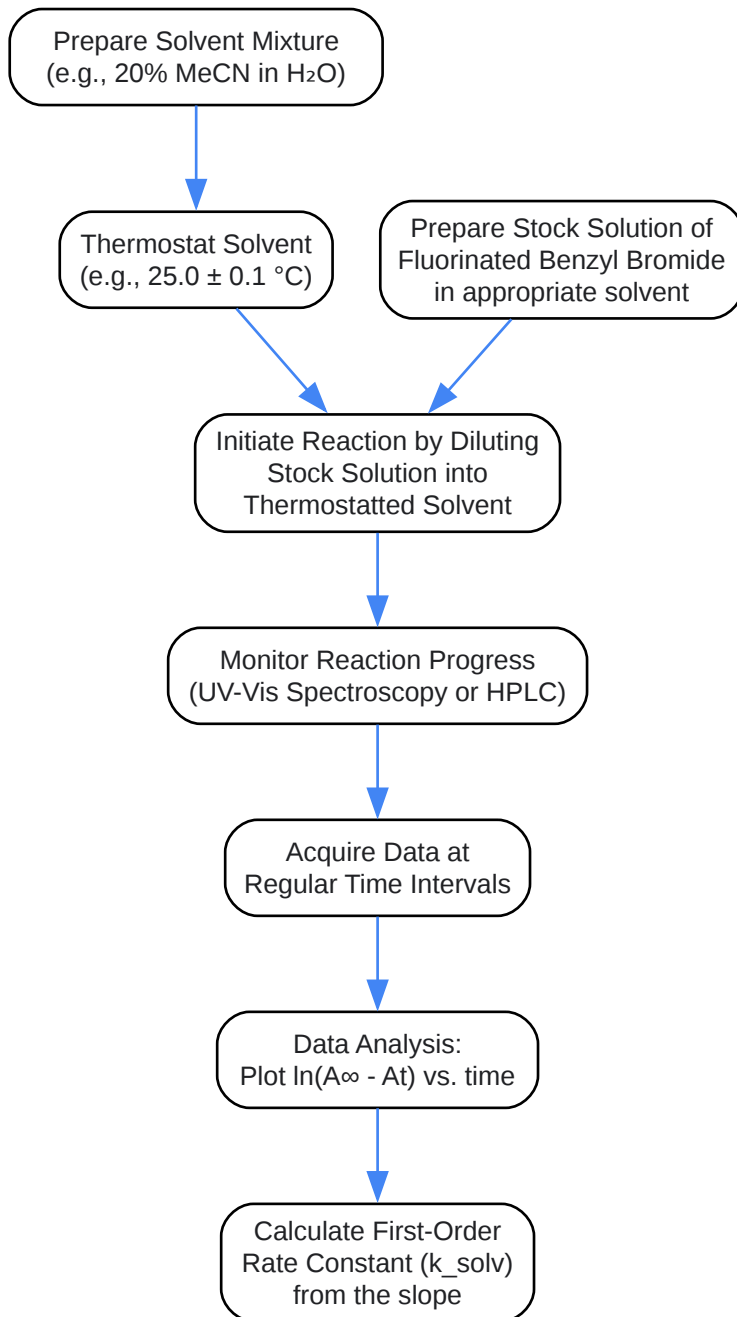 Prepare Solvent Mixture
(e.g., 20% MeCN in H₂O)
Thermostat Solvent
(e.g., 25.0 ± 0.1 °C)
Prepare Stock Solution of
Fluorinated Benzyl Bromide
in appropriate solvent
Initiate Reaction by Diluting
Stock Solution into
Thermostatted Solvent
Monitor Reaction Progress
(UV-Vis Spectroscopy or HPLC)
Acquire Data at
Regular Time Intervals
Data Analysis:
Plot ln(A∞ - At) vs. time
Calculate First-Order
Rate Constant (k_solv)
from the slope